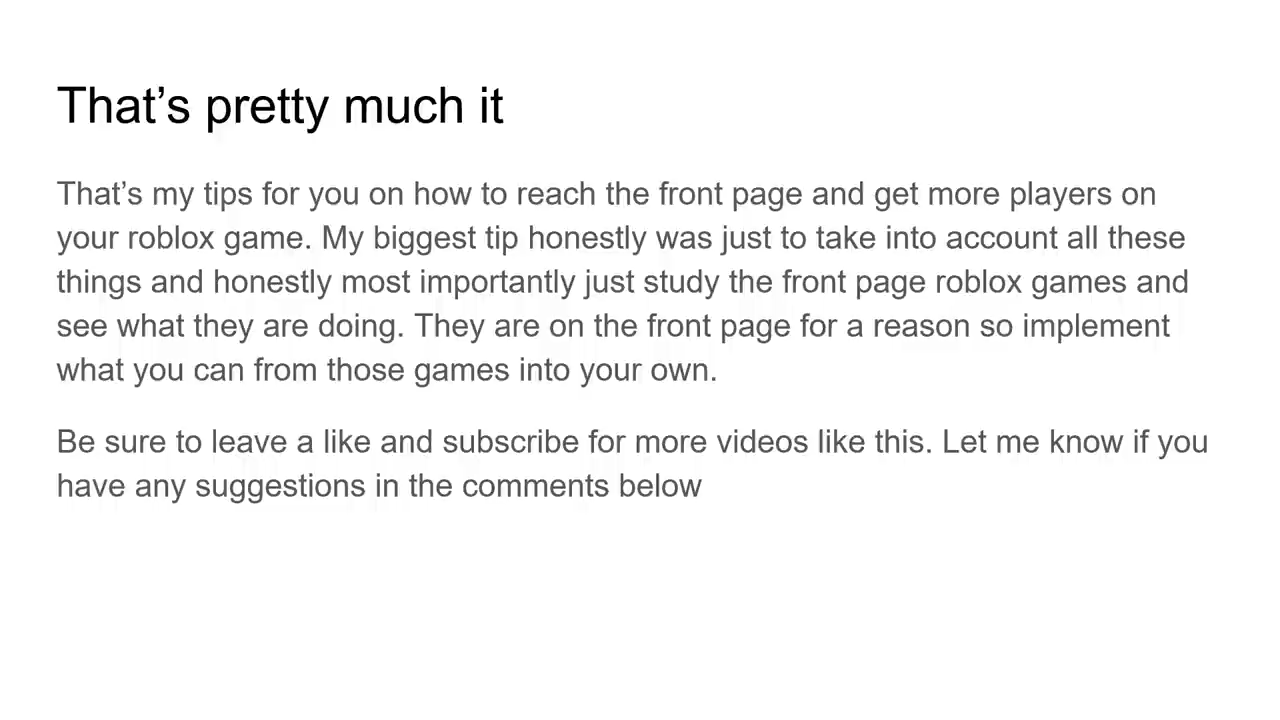 That’s pretty much it
That’s my tips for you on how to reach the front page and get more players on
your roblox game. My biggest tip honestly was just to take into account all these
things and honestly most importantly just study the front page roblox games and
see what they are doing. They are on the front page for a reason so implement
what you can from those games into your own.
Be sure to leave a like and subscribe for more videos like this. Let me know if you
have any suggestions in the comments below